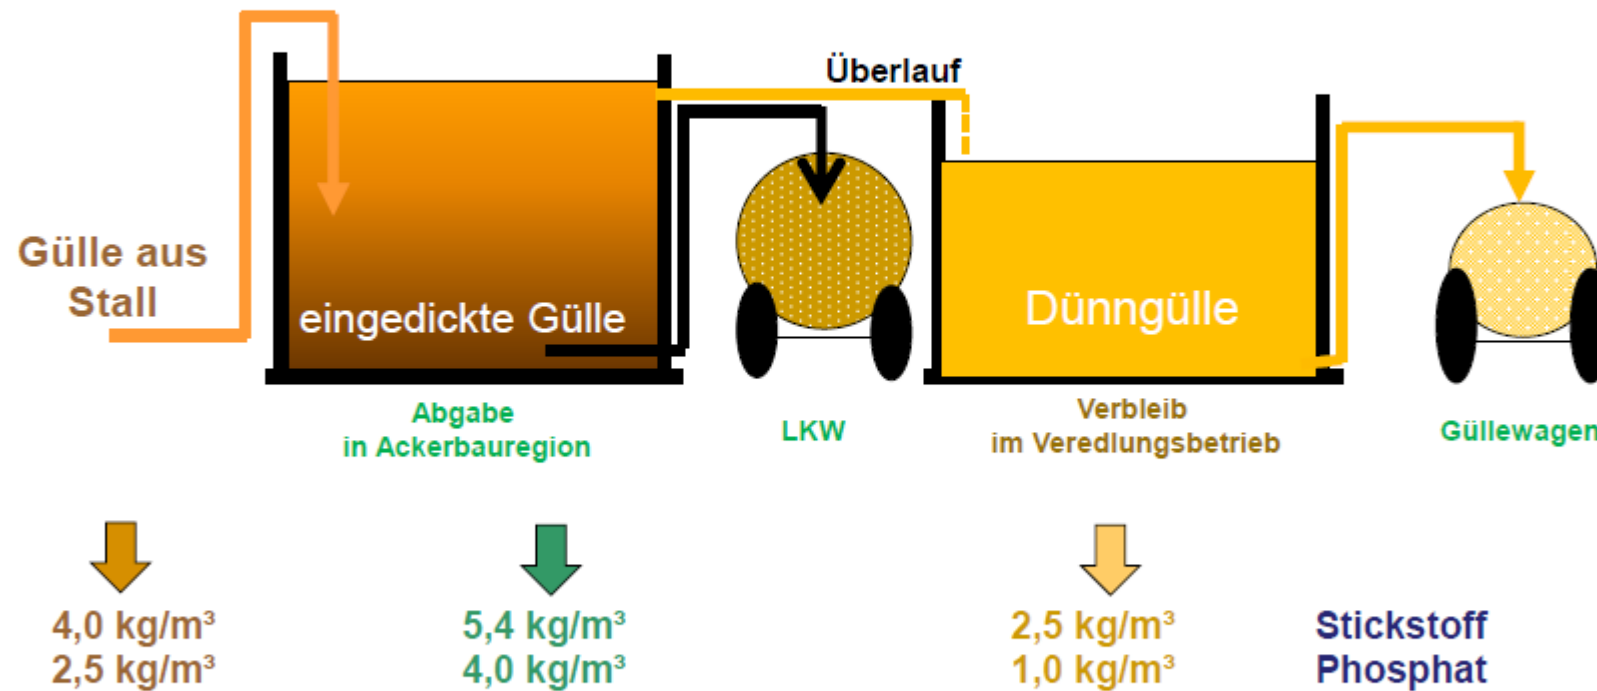 Überlauf
Gülle aus
Stall
eingedickte Gülle
Dünngülle
Abgabe
in Ackerbauregion
LKW
Verbleib
im Veredlungsbetrieb
Güllewagen
4,0 kg/m³
2,5 kg/m³
5,4 kg/m³
4,0 kg/m³
2,5 kg/m³
1,0 kg/m³
Stickstoff
Phosphat